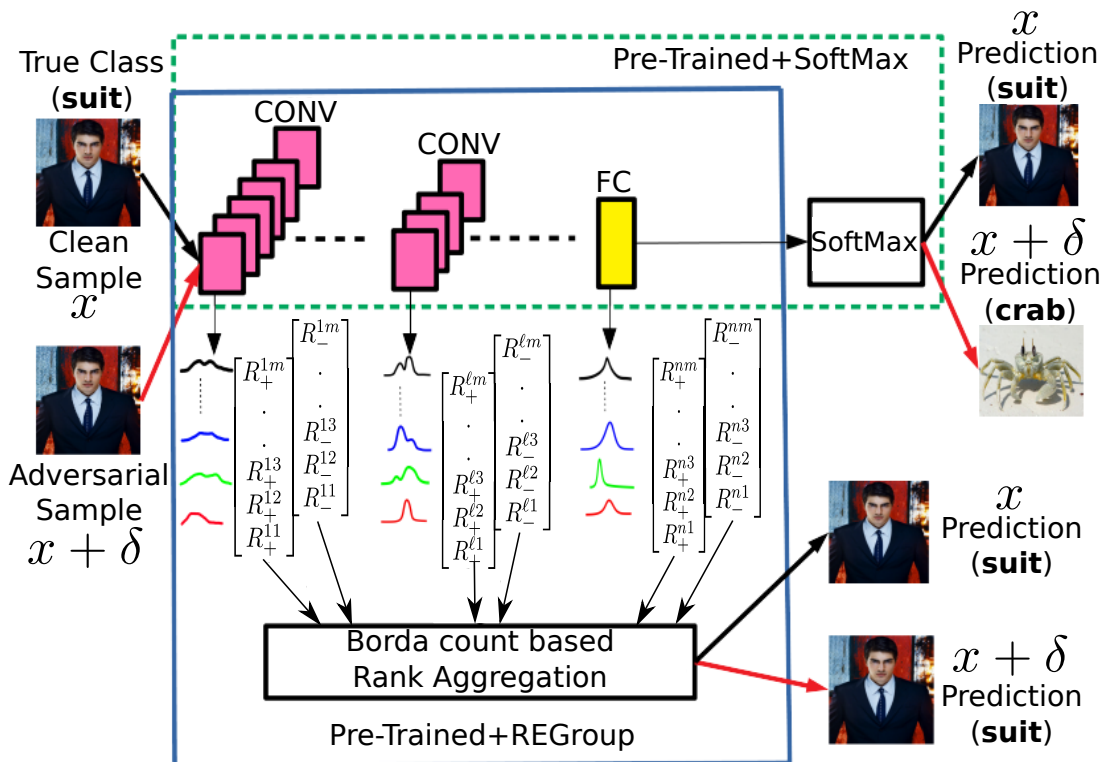 True Class
(suit)
Clean
Sample
x
Adversarial
Sample
x + δ
Pre-Trained+SoftMax
CONV
CONV
FC
SoftMax
x
Prediction
(suit)
x + δ
Prediction
(crab)
R_+^{1m}
.
.
R_+^{13}
R_+^{12}
R_+^{11}
R_-^{1m}
.
.
R_-^{13}
R_-^{12}
R_-^{11}
R_+^{ℓm}
.
.
R_+^{ℓ3}
R_+^{ℓ2}
R_+^{ℓ1}
R_-^{ℓm}
.
.
R_-^{ℓ3}
R_-^{ℓ2}
R_-^{ℓ1}
R_+^{nm}
.
.
R_+^{n3}
R_+^{n2}
R_+^{n1}
R_-^{nm}
.
.
R_-^{n3}
R_-^{n2}
R_-^{n1}
Borda count based
Rank Aggregation
Pre-Trained+REGroup
x
Prediction
(suit)
x + δ
Prediction
(suit)